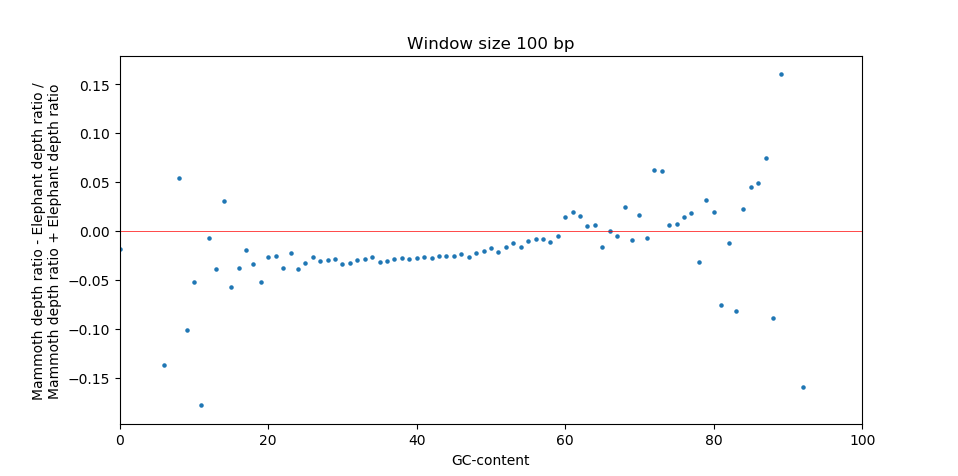 Window size 100 bp
Mammoth depth ratio - Elephant depth ratio /
Mammoth depth ratio + Elephant depth ratio
0.15
0.10
0.05
0.00
−0.05
−0.10
−0.15
0 20 40 60 80 100
GC-content